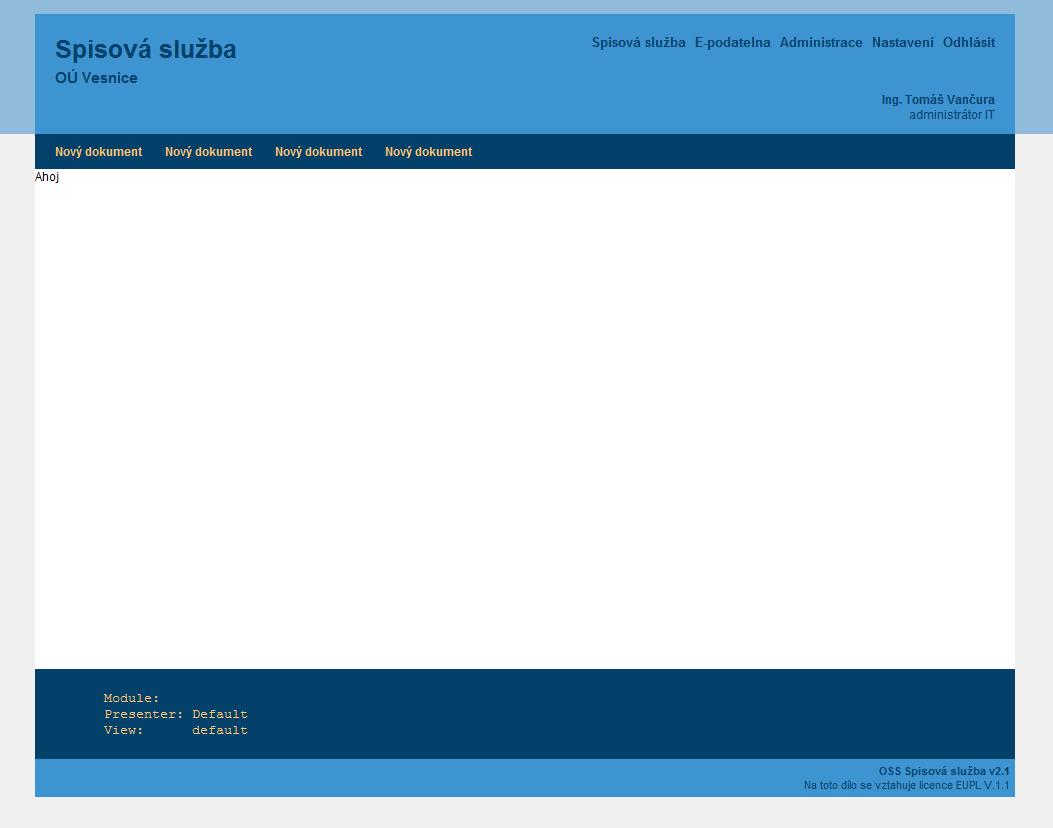 Spisová služba
OÚ Vesnice
Spisová služba E-podatelna Administrace Nastavení Odhlásit
Ing. Tomáš Vančura
administrátor IT
Nový dokument Nový dokument Nový dokument Nový dokument
Ahoj
Module:
Presenter: Default
View: default
OSS Spisová služba v2.1
Na toto dílo se vztahuje licence EUPL V.1.1